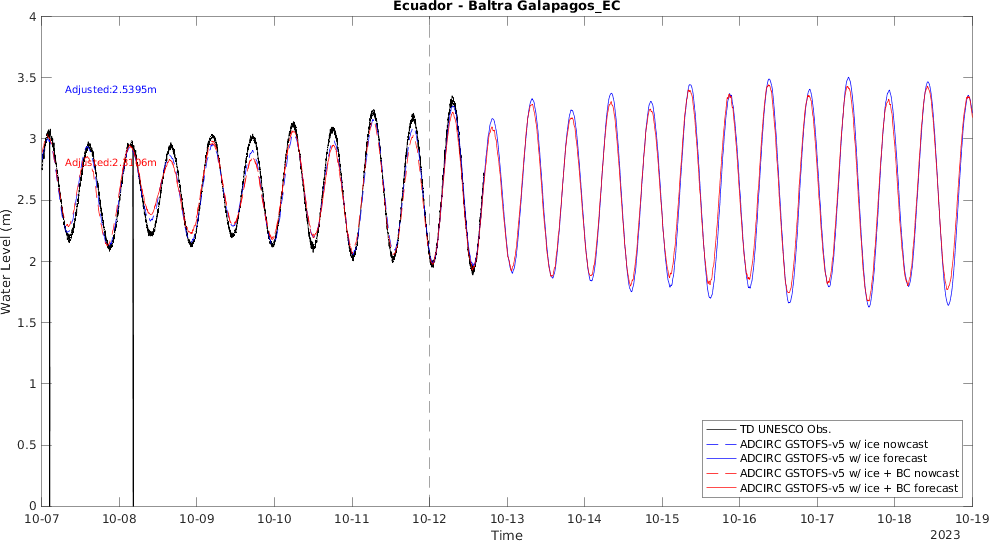 Ecuador - Baltra Galapagos_EC
Water Level (m)
4
3.5
3
2.5
2
1.5
1
0.5
0
Adjusted:2.5395m
Adjusted:2.8106m
TD UNESCO Obs.
ADCIRC GSTOFS-v5 w/ ice nowcast
ADCIRC GSTOFS-v5 w/ ice forecast
ADCIRC GSTOFS-v5 w/ ice + BC nowcast
ADCIRC GSTOFS-v5 w/ ice + BC forecast
10-07 10-08 10-09 10-10 10-11 10-12 10-13 10-14 10-15 10-16 10-17 10-18 10-19
Time
2023